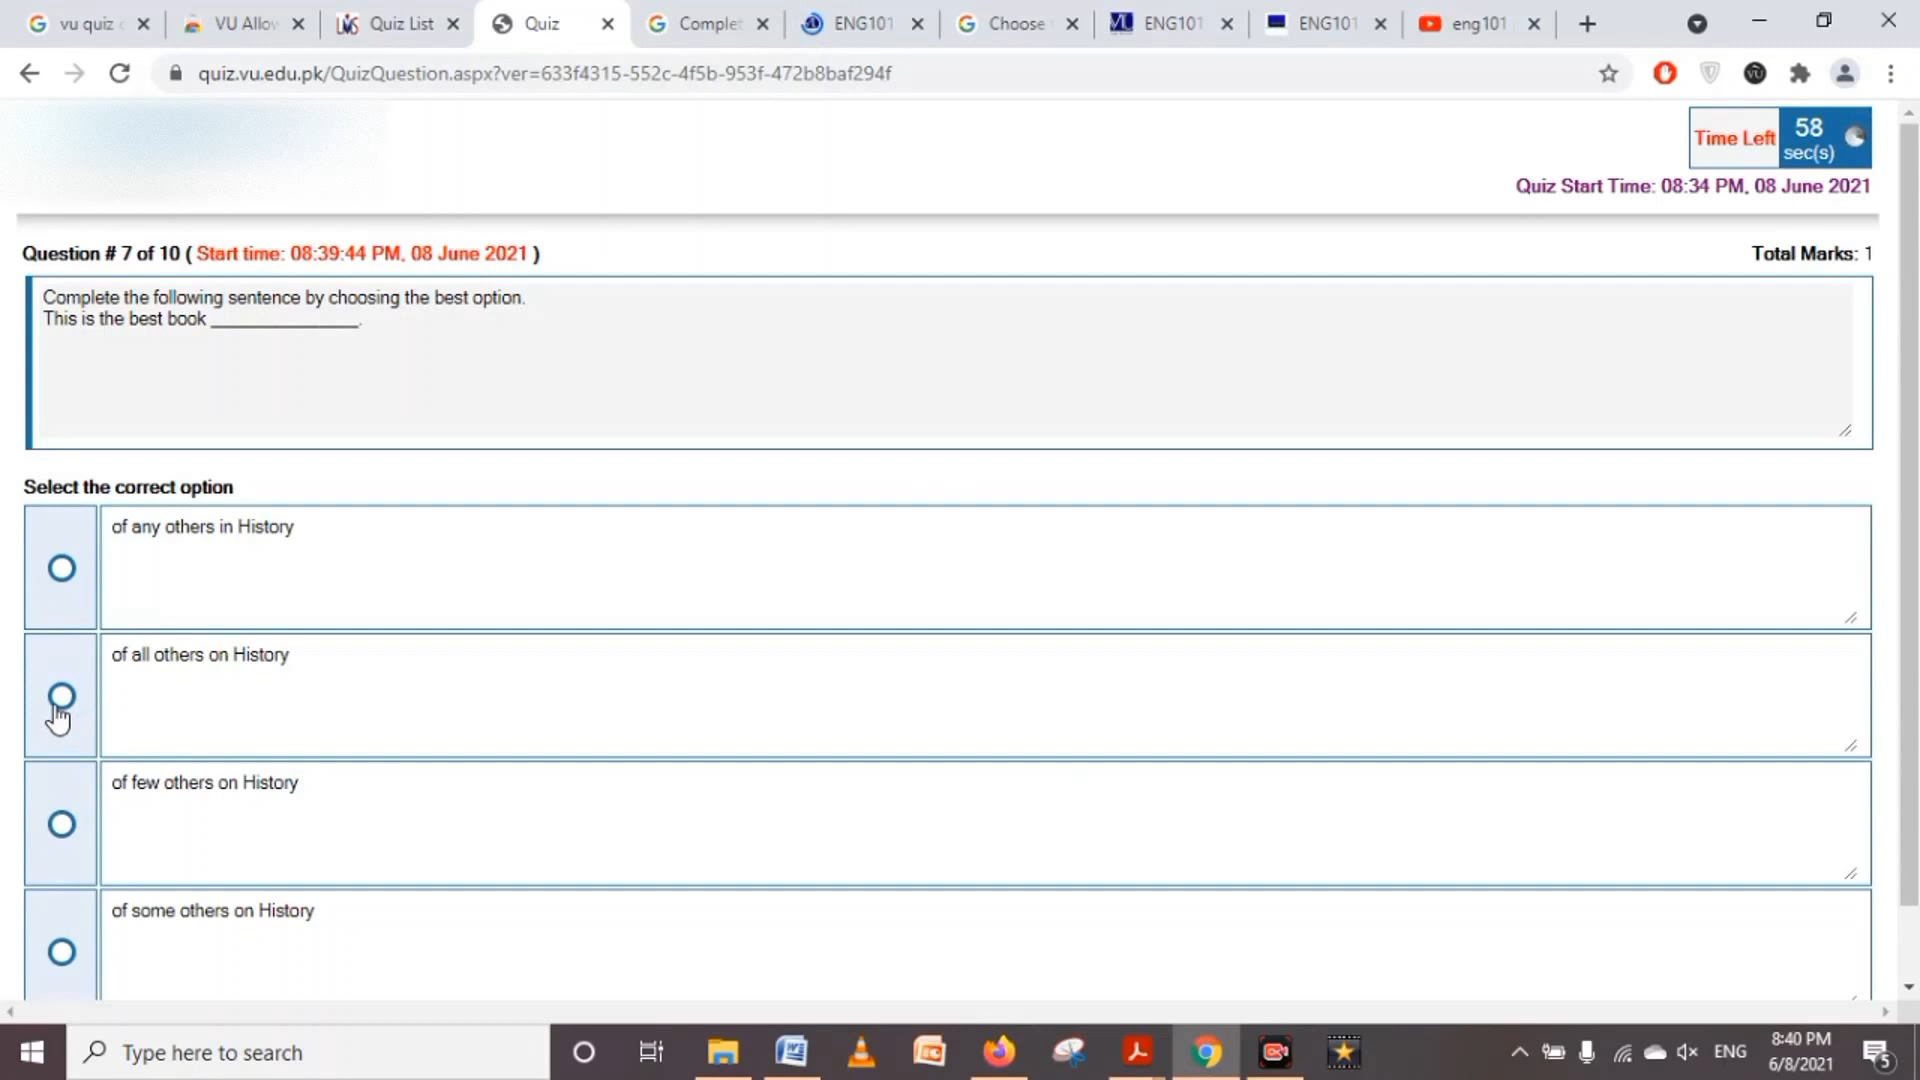 vu quiz
VU Allow
Quiz List
Quiz
Complet
ENG101
Choose
ENG101
ENG101
eng101
quiz.vu.edu.pk/QuizQuestion.aspx?ver=633f4315-552c-4f5b-953f-472b8baf294f
Time Left 58 sec(s)
Quiz Start Time: 08:34 PM, 08 June 2021
Question # 7 of 10 ( Start time: 08:39:44 PM, 08 June 2021 ) Total Marks: 1
Complete the following sentence by choosing the best option.
This is the best book _______________.
Select the correct option
of any others in History
of all others on History
of few others on History
of some others on History
Type here to search
ENG
8:40 PM
6/8/2021
5